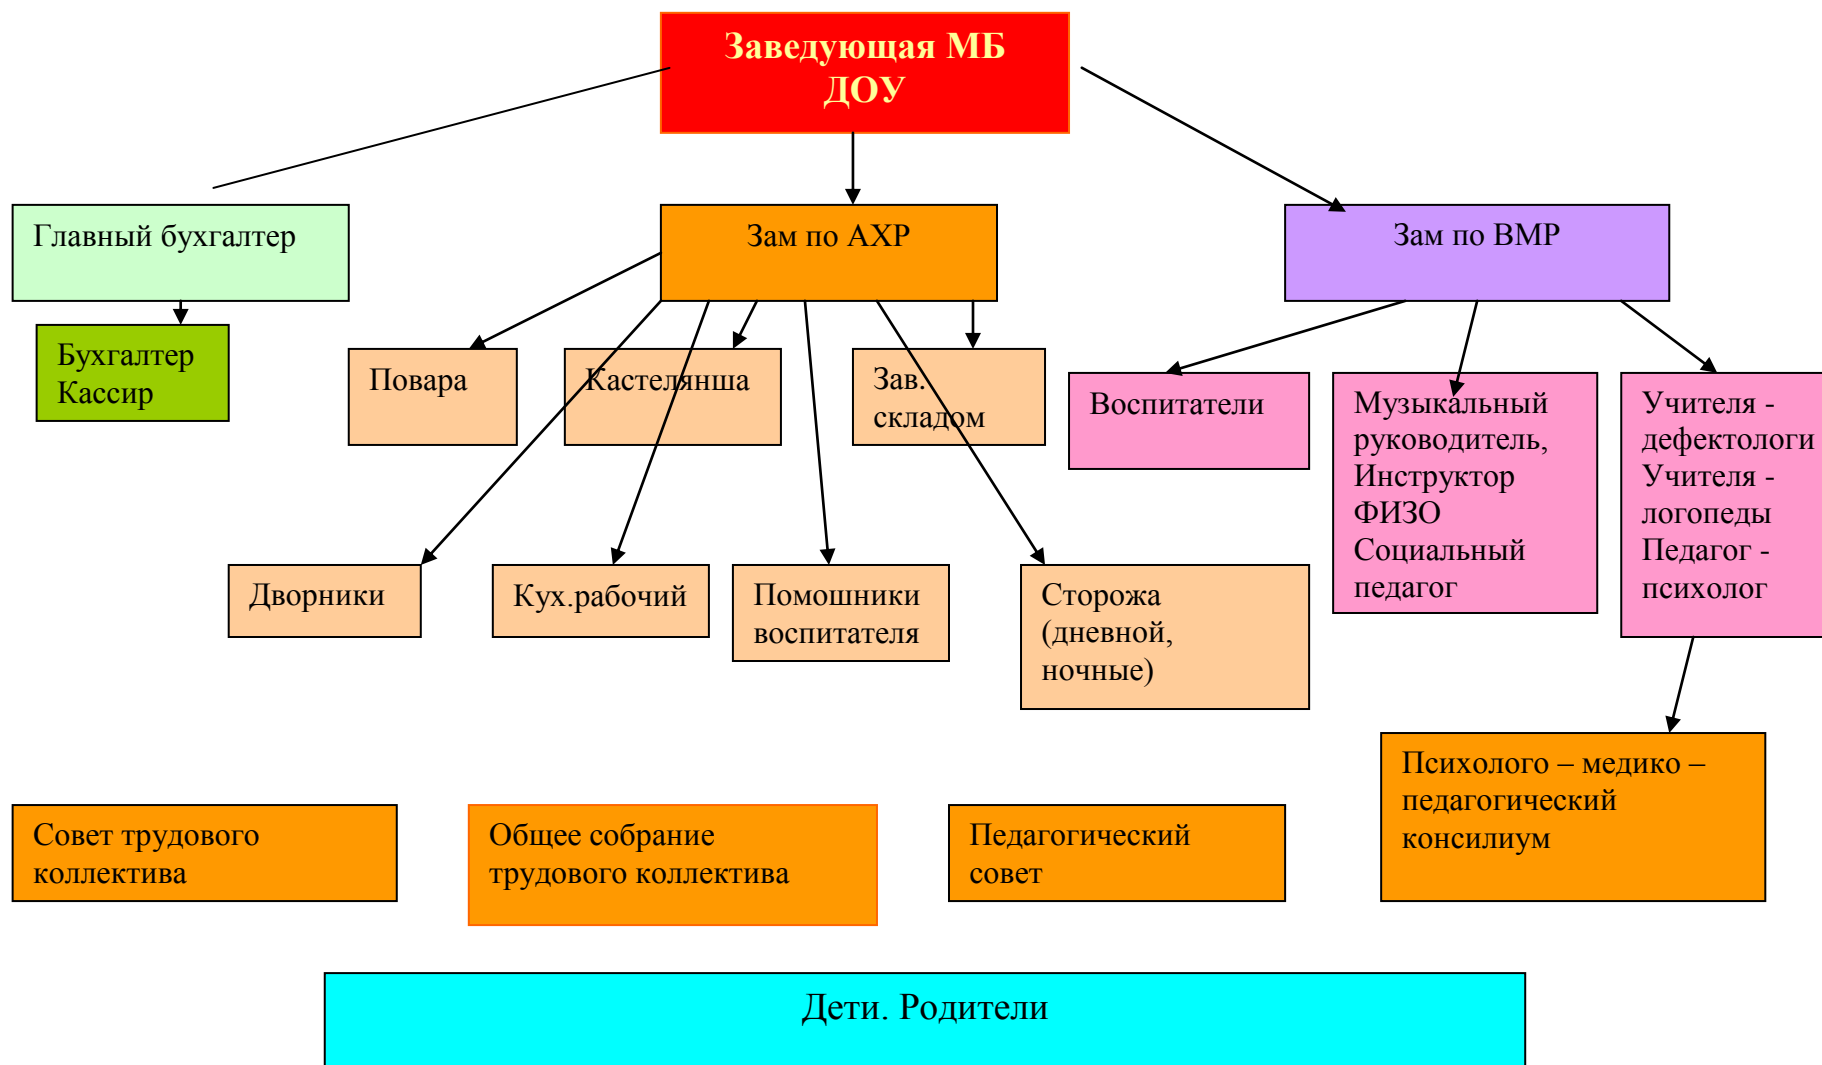 Заведующая МБ
ДОУ
Главный бухгалтер
Зам по АХР
Зам по ВМР
Бухгалтер
Кассир
Повара
Кастелянша
Зав.
складом
Воспитатели
Музыкальный
руководитель,
Инструктор
ФИЗО
Социальный
педагог
Учителя -
дефектологи
Учителя -
логопеды
Педагог -
психолог
Дворники
Кух.рабочий
Помошники
воспитателя
Сторожа
(дневной,
ночные)
Психолого – медико –
педагогический
консилиум
Совет трудового
коллектива
Общее собрание
трудового коллектива
Педагогический
совет
Дети. Родители